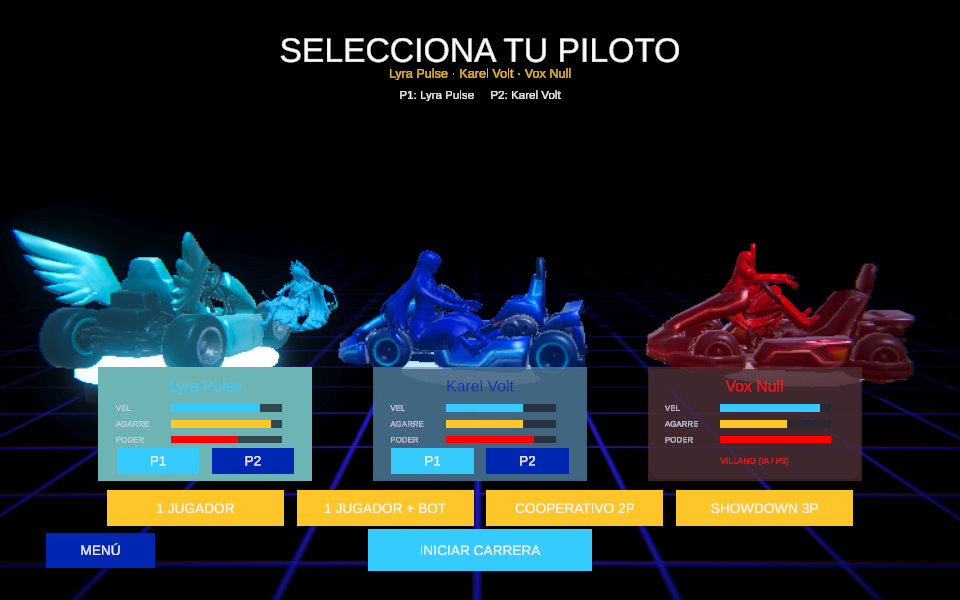 SELECCIONA TU PILOTO
Lyra Pulse · Karel Volt · Vox Null
P1: Lyra Pulse P2: Karel Volt
Lyra Pulse
VEL
AGARRE
PODER
P1 P2
Karel Volt
VEL
AGARRE
PODER
P1 P2
Vox Null
VEL
AGARRE
PODER
VILLANO (IA / P3)
1 JUGADOR
1 JUGADOR + BOT
COOPERATIVO 2P
SHOWDOWN 3P
MENÚ
INICIAR CARRERA